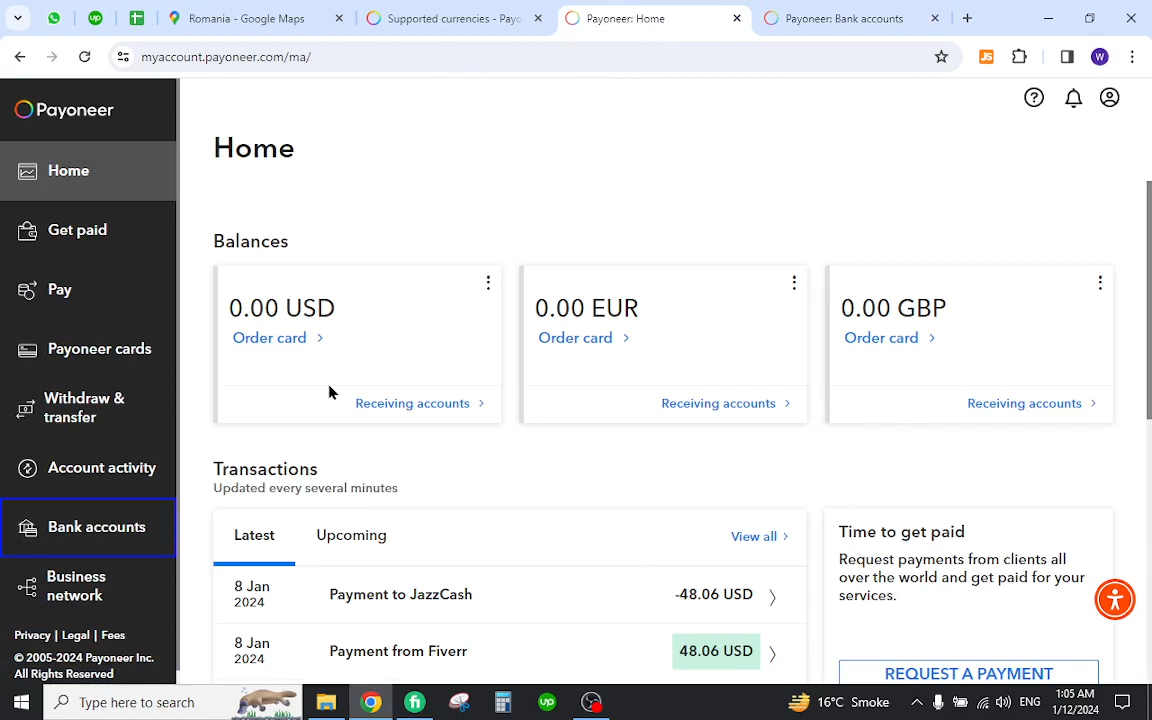 Romania - Google Maps
Supported currencies - Payo
Payoneer: Home
Payoneer: Bank accounts
myaccount.payoneer.com/ma/
JS
W
Payoneer
Home
Get paid
Pay
Payoneer cards
Withdraw &
transfer
Account activity
Bank accounts
Business
network
Privacy | Legal | Fees
© 2005-2024 Payoneer Inc.
All Rights Reserved
Home
Balances
0.00 USD
Order card
Receiving accounts
0.00 EUR
Order card
Receiving accounts
0.00 GBP
Order card
Receiving accounts
Transactions
Updated every several minutes
Latest
Upcoming
View all
8 Jan
2024
Payment to JazzCash
-48.06 USD
8 Jan
2024
Payment from Fiverr
48.06 USD
Time to get paid
Request payments from clients all
over the world and get paid for your
services.
REQUEST A PAYMENT
Type here to search
fi
up
16°C Smoke
ENG
1:05 AM
1/12/2024